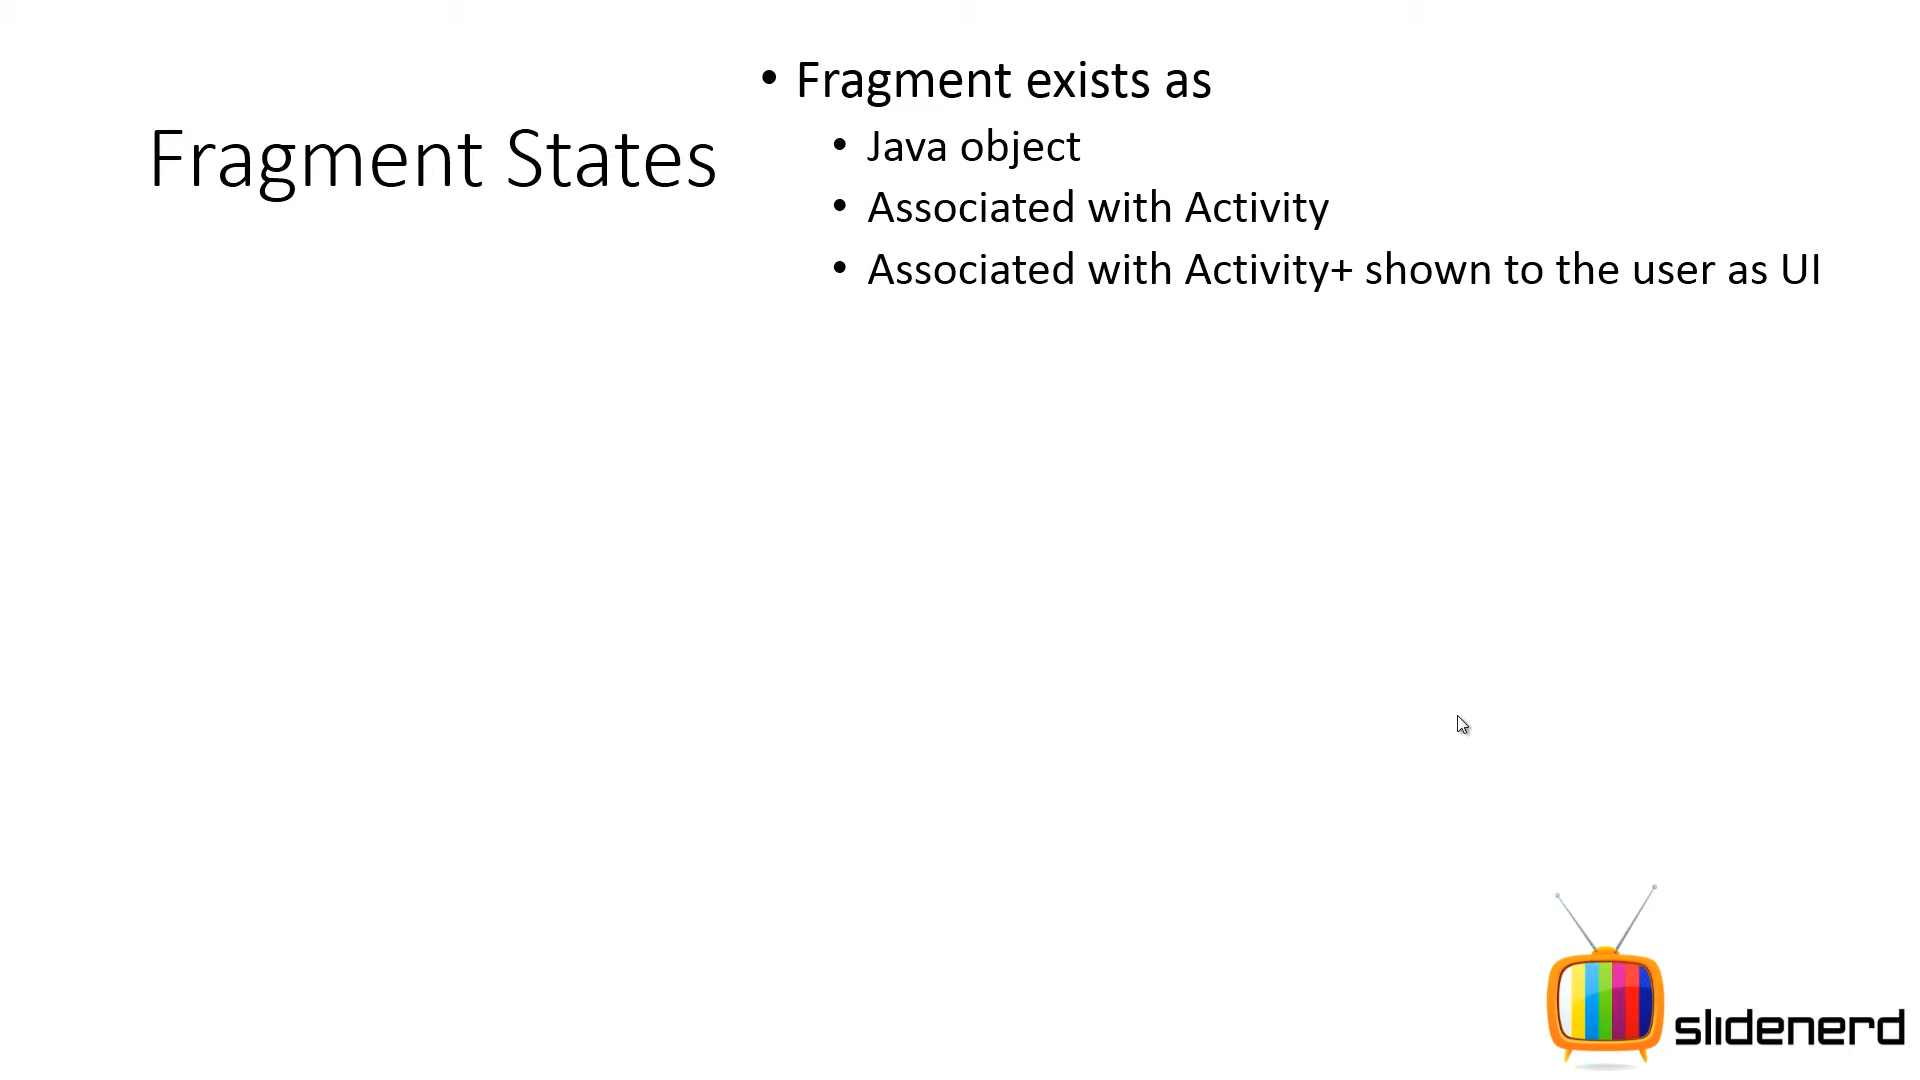 Fragment States
• Fragment exists as
• Java object
• Associated with Activity
• Associated with Activity+ shown to the user as UI
slidenerd